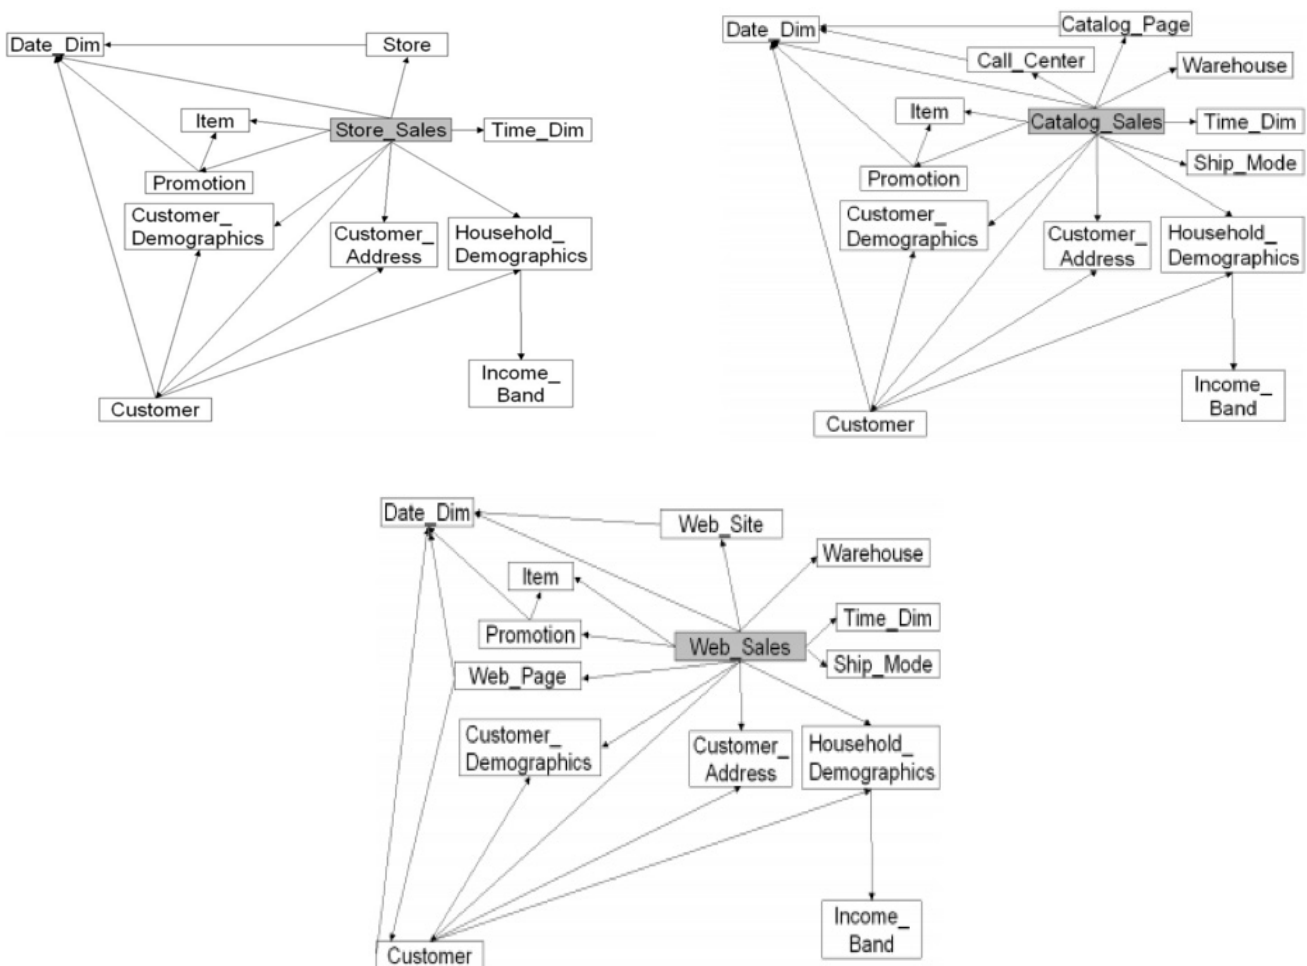 Date_Dim
Store
Item
Store_Sales
Time_Dim
Promotion
Customer_
Demographics
Customer_
Address
Household_
Demographics
Income_
Band
Customer
Date_Dim
Catalog_Page
Call_Center
Warehouse
Item
Catalog_Sales
Time_Dim
Ship_Mode
Promotion
Customer_
Demographics
Customer_
Address
Household_
Demographics
Income_
Band
Customer
Date_Dim
Web_Site
Warehouse
Item
Time_Dim
Promotion
Web_Sales
Ship_Mode
Web_Page
Customer_
Demographics
Customer_
Address
Household_
Demographics
Income_
Band
Customer